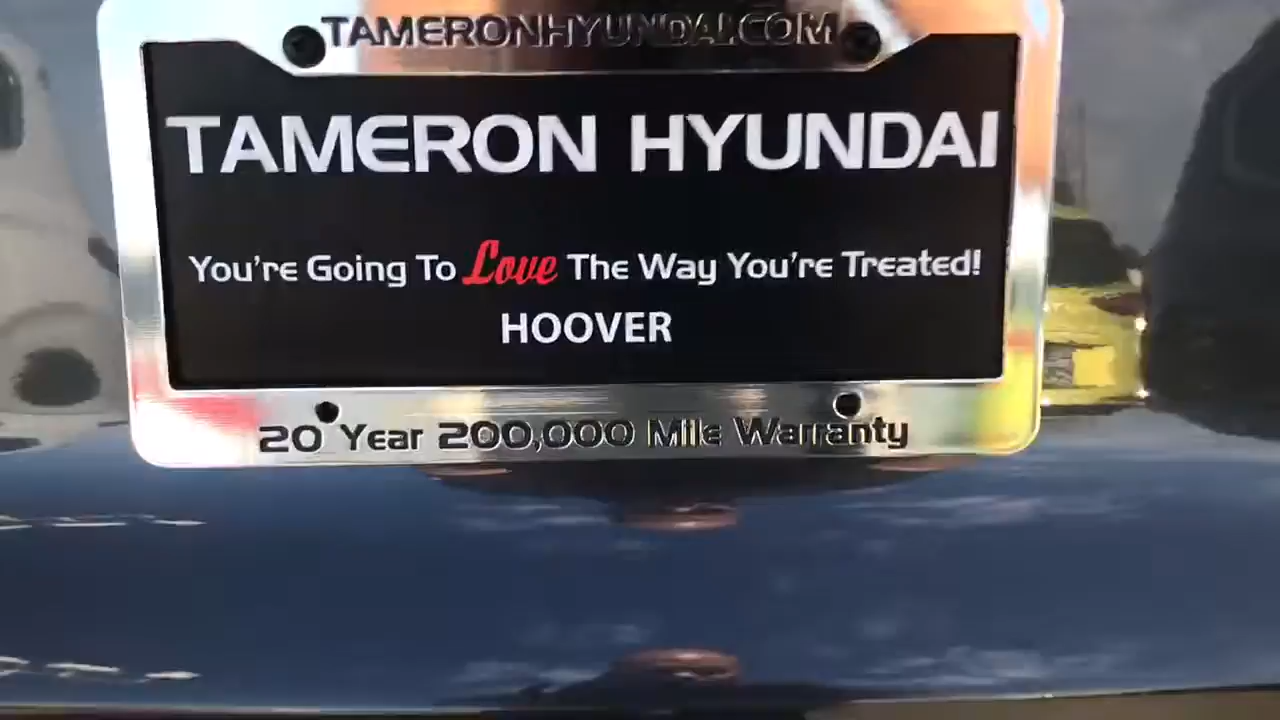 TAMERONHYUNDAI.COM
TAMERON HYUNDAI
You're Going To Love The Way You're Treated!
HOOVER
20 Year 200,000 Mile Warranty